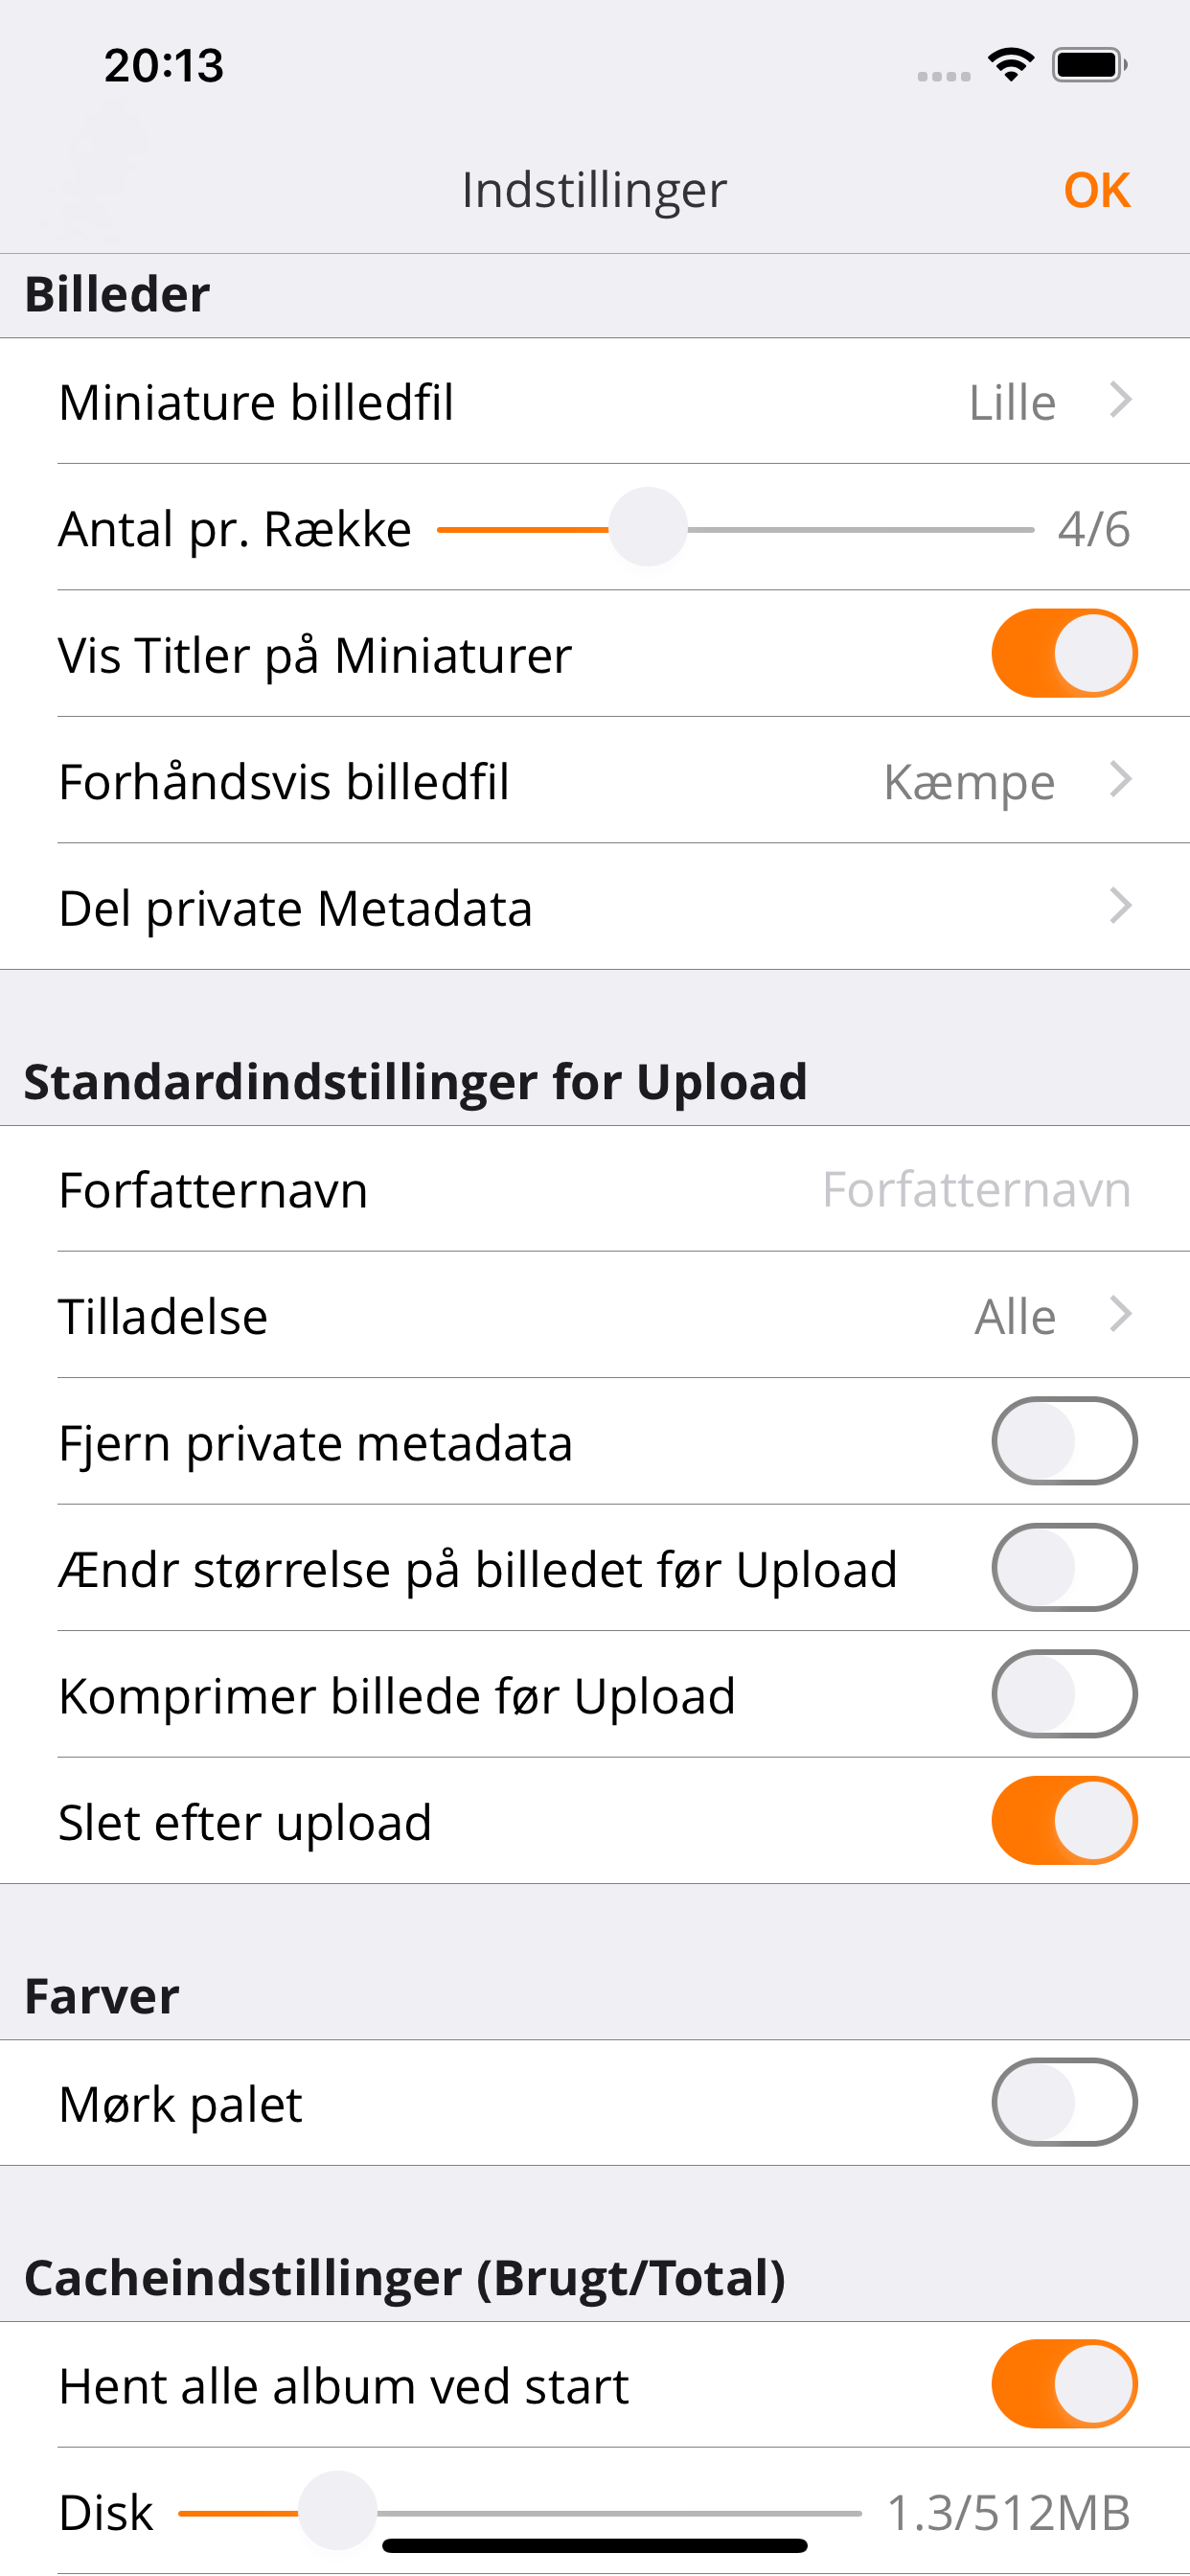 20:13
Indstillinger
OK
Billeder
Miniature billedfil Lille
Antal pr. Række 4/6
Vis Titler på Miniaturer
Forhåndsvis billedfil Kæmpe
Del private Metadata
Standardindstillinger for Upload
Forfatternavn Forfatternavn
Tilladelse Alle
Fjern private metadata
Ændr størrelse på billedet før Upload
Komprimer billede før Upload
Slet efter upload
Farver
Mørk palet
Cacheindstillinger (Brugt/Total)
Hent alle album ved start
Disk 1.3/512MB